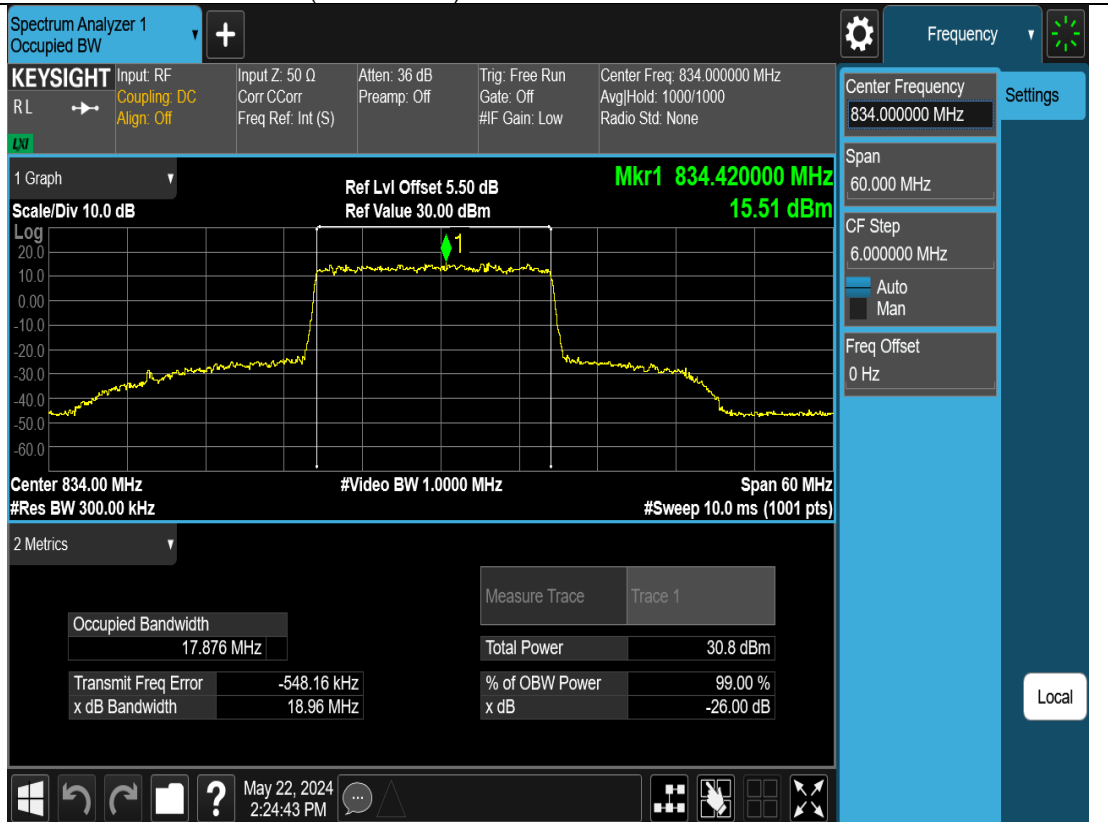 Spectrum Analyzer 1
Occupied BW
+
Frequency
KEYSIGHT
RL
LXI
Input: RF
Coupling: DC
Align: Off
Input Z: 50 Ω
Corr CCorr
Freq Ref: Int (S)
Atten: 36 dB
Preamp: Off
Trig: Free Run
Gate: Off
#IF Gain: Low
Center Freq: 834.000000 MHz
Avg|Hold: 1000/1000
Radio Std: None
Center Frequency
834.000000 MHz
Settings
Span
60.000 MHz
CF Step
6.000000 MHz
Auto
Man
Freq Offset
0 Hz
Local
1 Graph
Scale/Div 10.0 dB
Ref Lvl Offset 5.50 dB
Ref Value 30.00 dBm
Mkr1 834.420000 MHz
15.51 dBm
Log
1
20.0
10.0
0.00
-10.0
-20.0
-30.0
-40.0
-50.0
-60.0
Center 834.00 MHz
#Video BW 1.0000 MHz
Span 60 MHz
#Res BW 300.00 kHz
#Sweep 10.0 ms (1001 pts)
2 Metrics
Measure Trace Trace 1
Occupied Bandwidth
17.876 MHz
Total Power 30.8 dBm
Transmit Freq Error -548.16 kHz
% of OBW Power 99.00 %
x dB Bandwidth 18.96 MHz
x dB -26.00 dB
?
May 22, 2024
2:24:43 PM